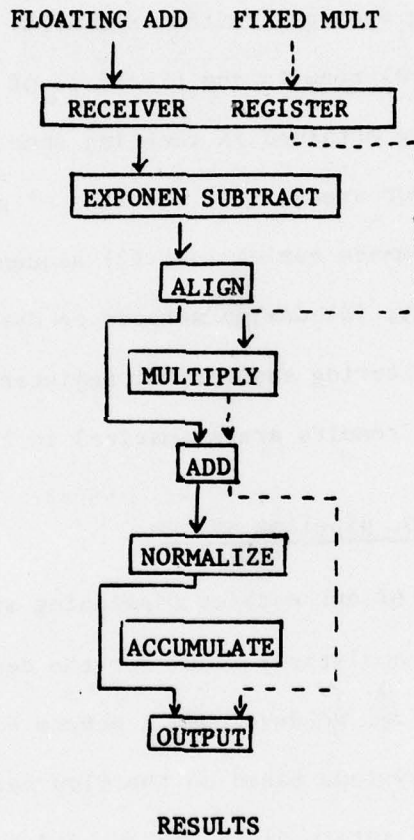 FLOATING ADD FIXED MULT
RECEIVER REGISTER
EXPONEN SUBTRACT
ALIGN
MULTIPLY
ADD
NORMALIZE
ACCUMULATE
OUTPUT
RESULTS